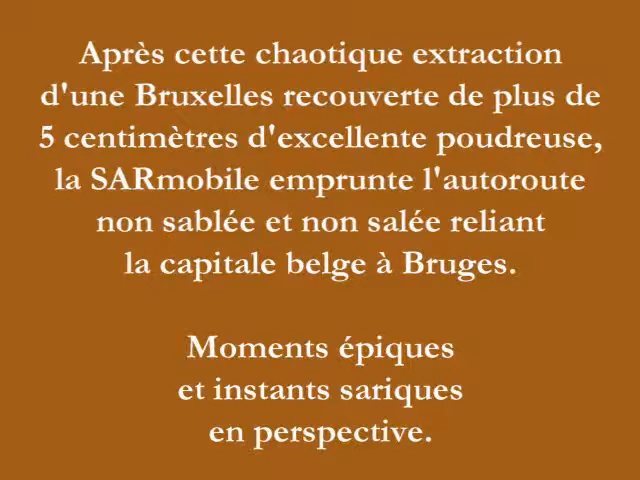 Après cette chaotique extraction
d'une Bruxelles recouverte de plus de
5 centimètres d'excellente poudreuse,
la SARmobile emprunte l'autoroute
non sablée et non salée reliant
la capitale belge à Bruges.
Moments épiques
et instants sariques
en perspective.